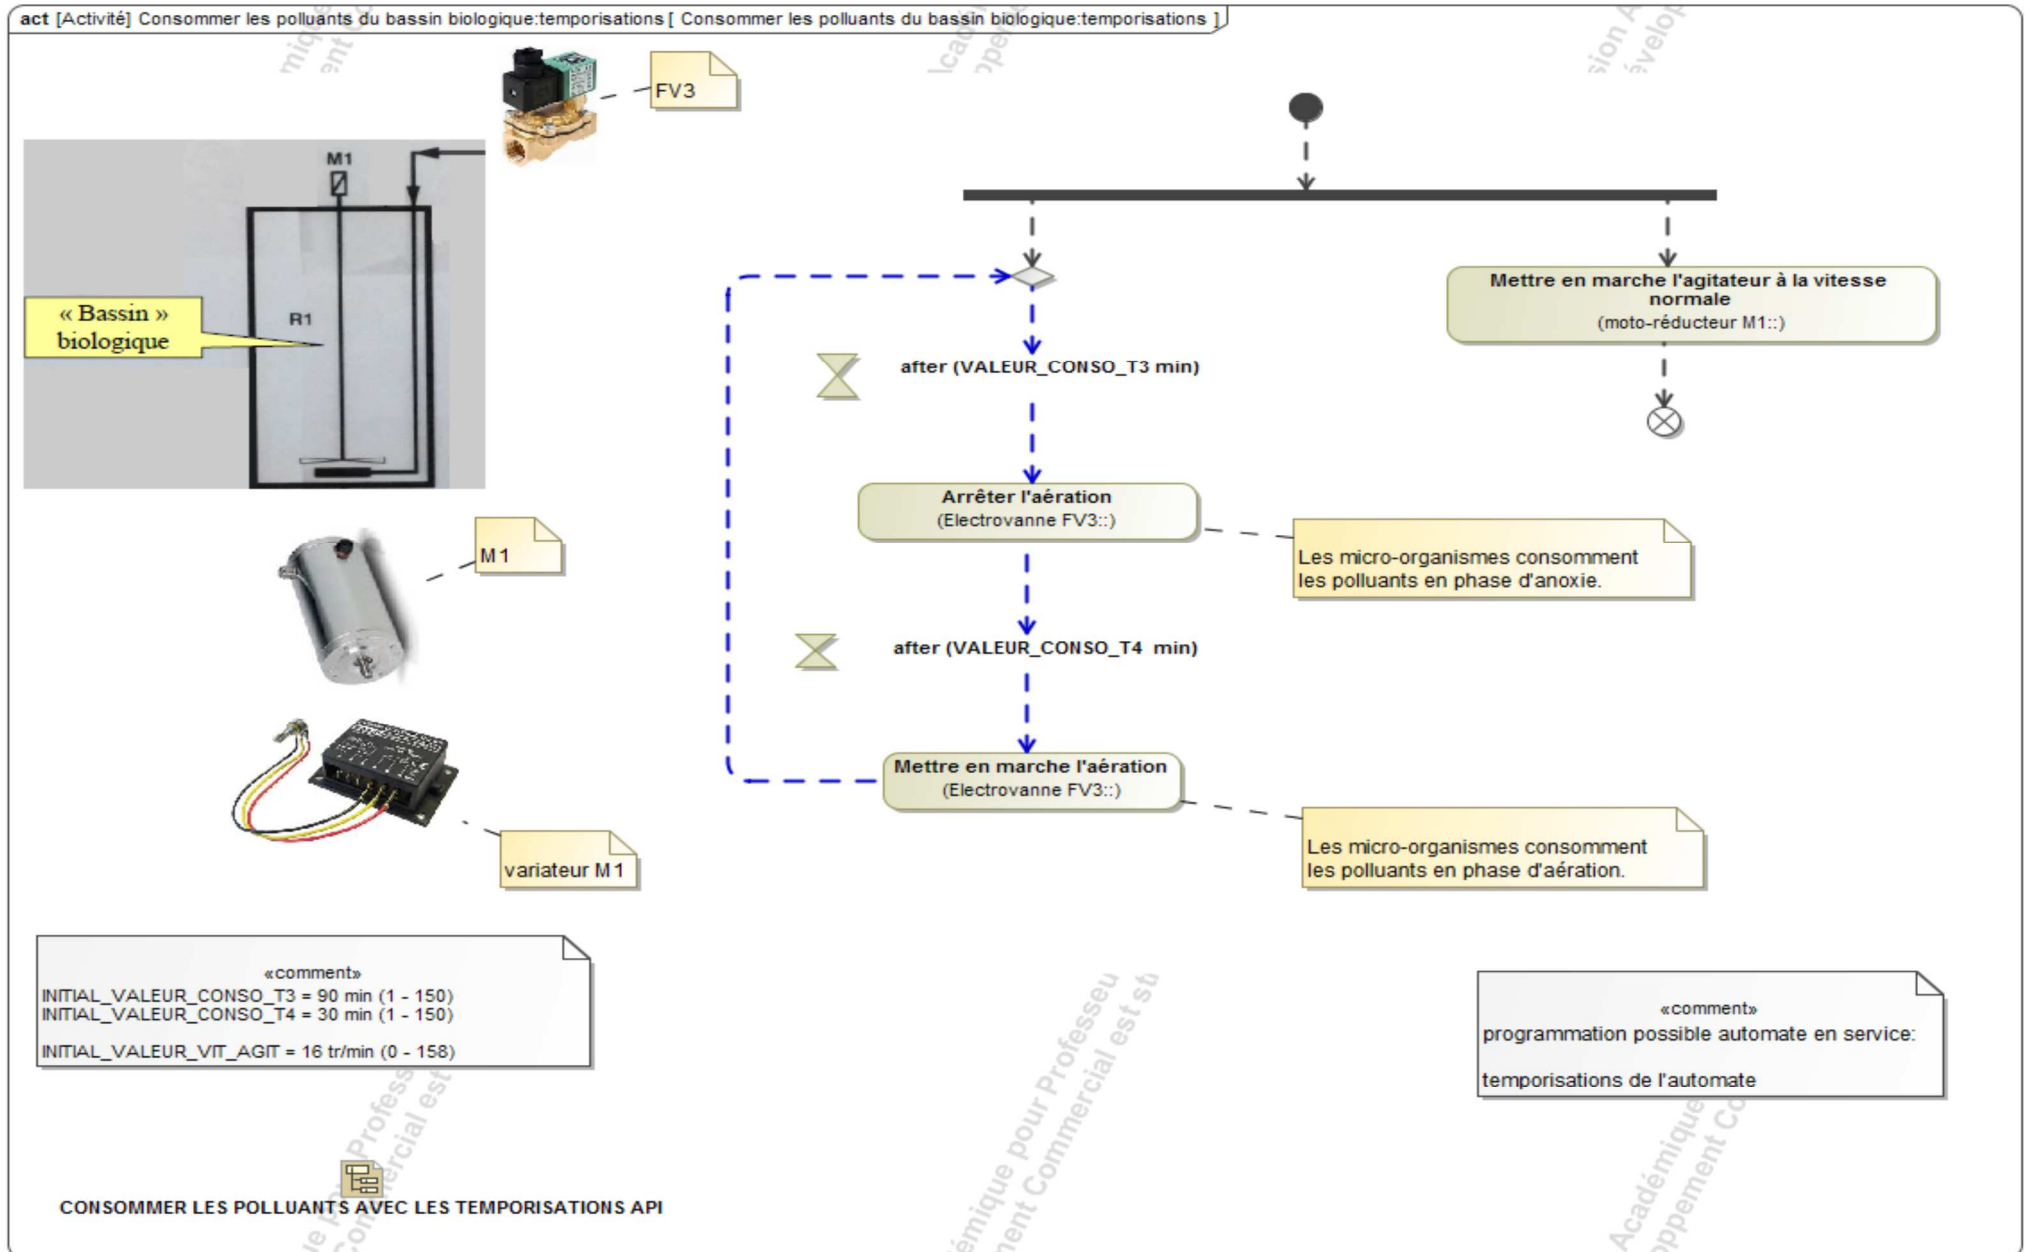 act [Activité] Consommer les polluants du bassin biologique:temporisations [ Consommer les polluants du bassin biologique:temporisations ]
FV3
M1
« Bassin »
biologique
R1
Mettre en marche l'agitateur à la vitesse
normale
(moto-réducteur M1::)
after (VALEUR_CONSO_T3 min)
Arrêter l'aération
(Electrovanne FV3::)
Les micro-organismes consomment
les polluants en phase d'anoxie.
M1
after (VALEUR_CONSO_T4  min)
Mettre en marche l'aération
(Electrovanne FV3::)
Les micro-organismes consomment
les polluants en phase d'aération.
variateur M1
«comment»
INITIAL_VALEUR_CONSO_T3 = 90 min (1 - 150)
INITIAL_VALEUR_CONSO_T4 = 30 min (1 - 150)
INITIAL_VALEUR_VIT_AGIT = 16 tr/min (0 - 158)
«comment»
programmation possible automate en service:
temporisations de l'automate
CONSOMMER LES POLLUANTS AVEC LES TEMPORISATIONS API